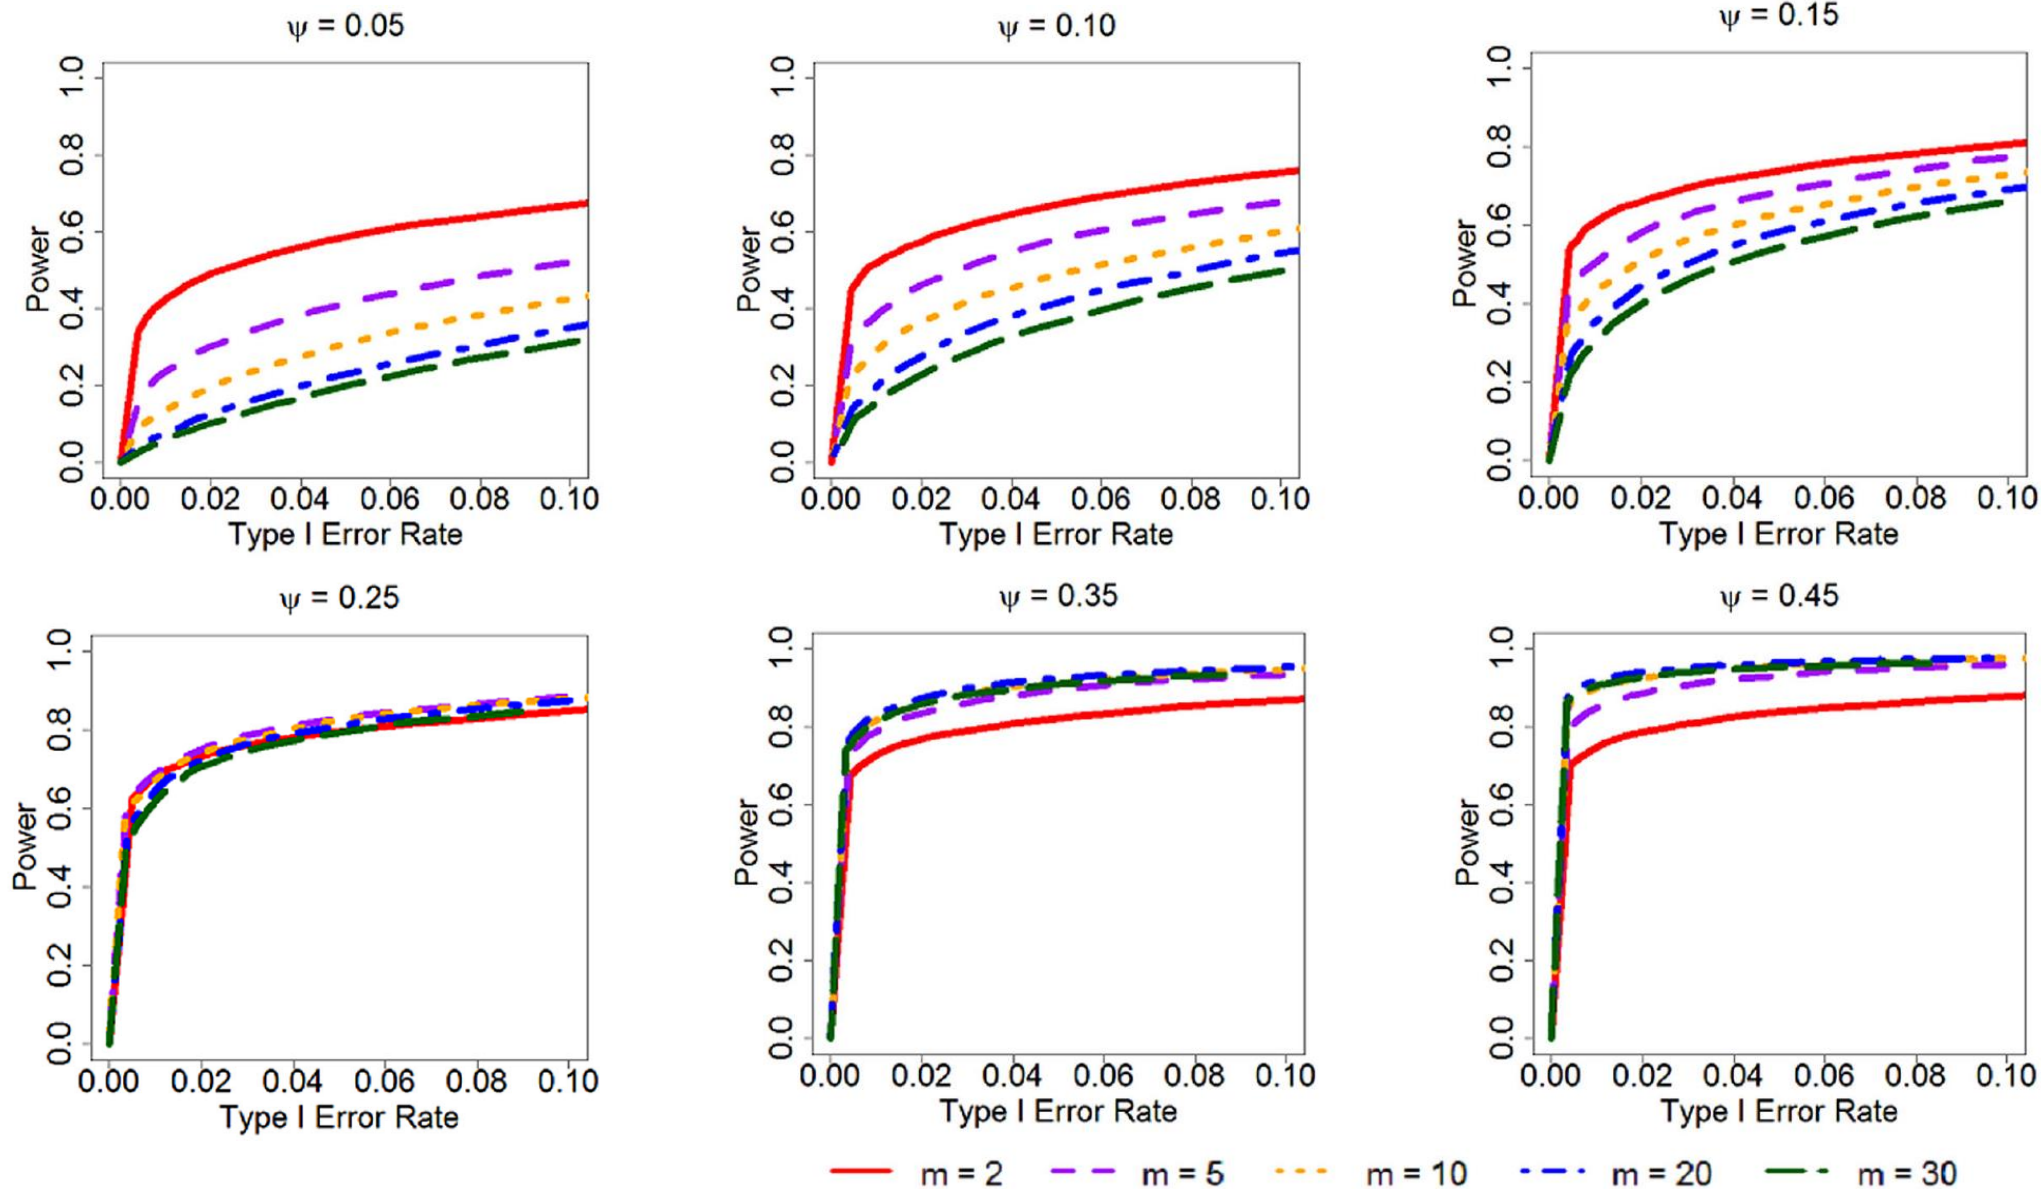 ψ = 0.05
ψ = 0.10
ψ = 0.15
Power
1.0
0.8
0.6
0.4
0.2
0.0
0.00 0.02 0.04 0.06 0.08 0.10
Type I Error Rate
Power
1.0
0.8
0.6
0.4
0.2
0.0
0.00 0.02 0.04 0.06 0.08 0.10
Type I Error Rate
Power
1.0
0.8
0.6
0.4
0.2
0.0
0.00 0.02 0.04 0.06 0.08 0.10
Type I Error Rate
ψ = 0.25
ψ = 0.35
ψ = 0.45
Power
1.0
0.8
0.6
0.4
0.2
0.0
0.00 0.02 0.04 0.06 0.08 0.10
Type I Error Rate
Power
1.0
0.8
0.6
0.4
0.2
0.0
0.00 0.02 0.04 0.06 0.08 0.10
Type I Error Rate
Power
1.0
0.8
0.6
0.4
0.2
0.0
0.00 0.02 0.04 0.06 0.08 0.10
Type I Error Rate
m = 2 m = 5 m = 10 m = 20 m = 30